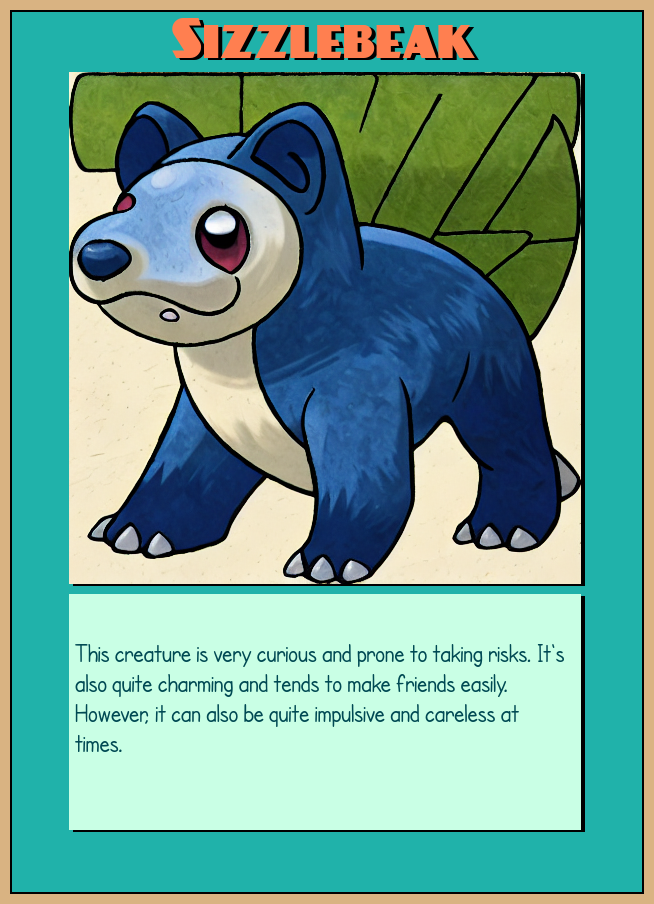 Sizzlebeak
This creature is very curious and prone to taking risks. It's
also quite charming and tends to make friends easily.
However, it can also be quite impulsive and careless at
times.